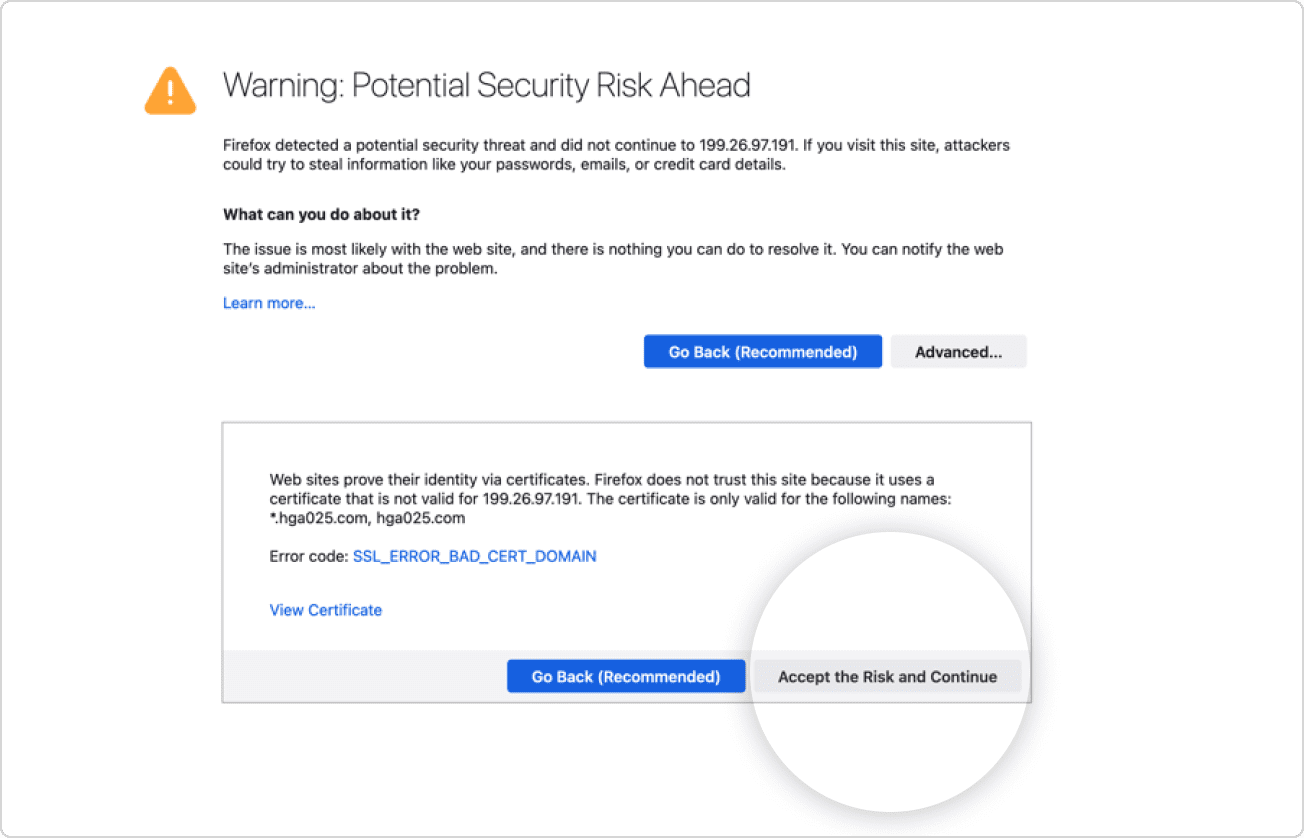 Warning: Potential Security Risk Ahead
Firefox detected a potential security threat and did not continue to 199.26.97.191. If you visit this site, attackers
could try to steal information like your passwords, emails, or credit card details.
What can you do about it?
The issue is most likely with the web site, and there is nothing you can do to resolve it. You can notify the web
site's administrator about the problem.
Learn more...
Go Back (Recommended) Advanced...
Web sites prove their identity via certificates. Firefox does not trust this site because it uses a
certificate that is not valid for 199.26.97.191. The certificate is only valid for the following names:
*.hga025.com, hga025.com
Error code: SSL_ERROR_BAD_CERT_DOMAIN
View Certificate
Go Back (Recommended) Accept the Risk and Continue